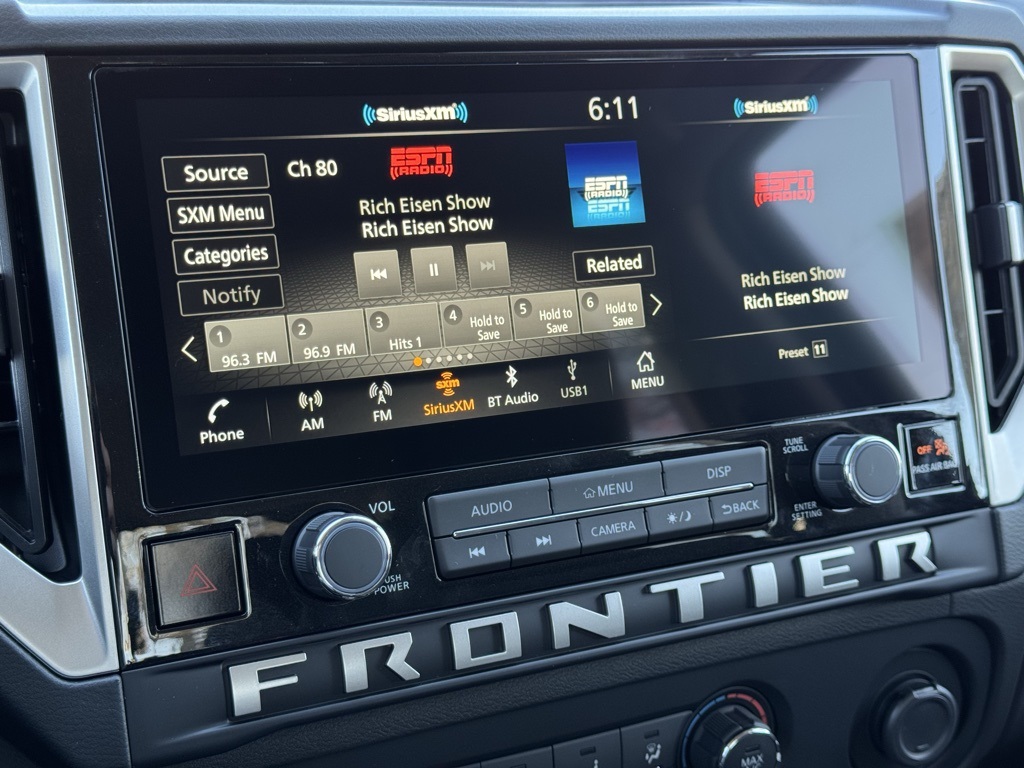 SiriusXM 6:11 SiriusXM
Source Ch 80 ESPN ESPN ESPN
RADIO RADIO RADIO
ESPN
SXM Menu Rich Eisen Show
Rich Eisen Show
Categories Related Rich Eisen Show
Notify Rich Eisen Show
1 2 3 4 5 6
96.3 FM 96.9 FM Hits 1 Hold to Save Hold to Save Hold to Save
Preset 11
Phone AM FM sxm SiriusXM BT Audio USB1 MENU
TUNE
SCROLL
OFF
PASS AIR BAG
VOL AUDIO MENU DISP
CAMERA BACK
ENTER
SETTING
PUSH
POWER
FRONTIER
MAX